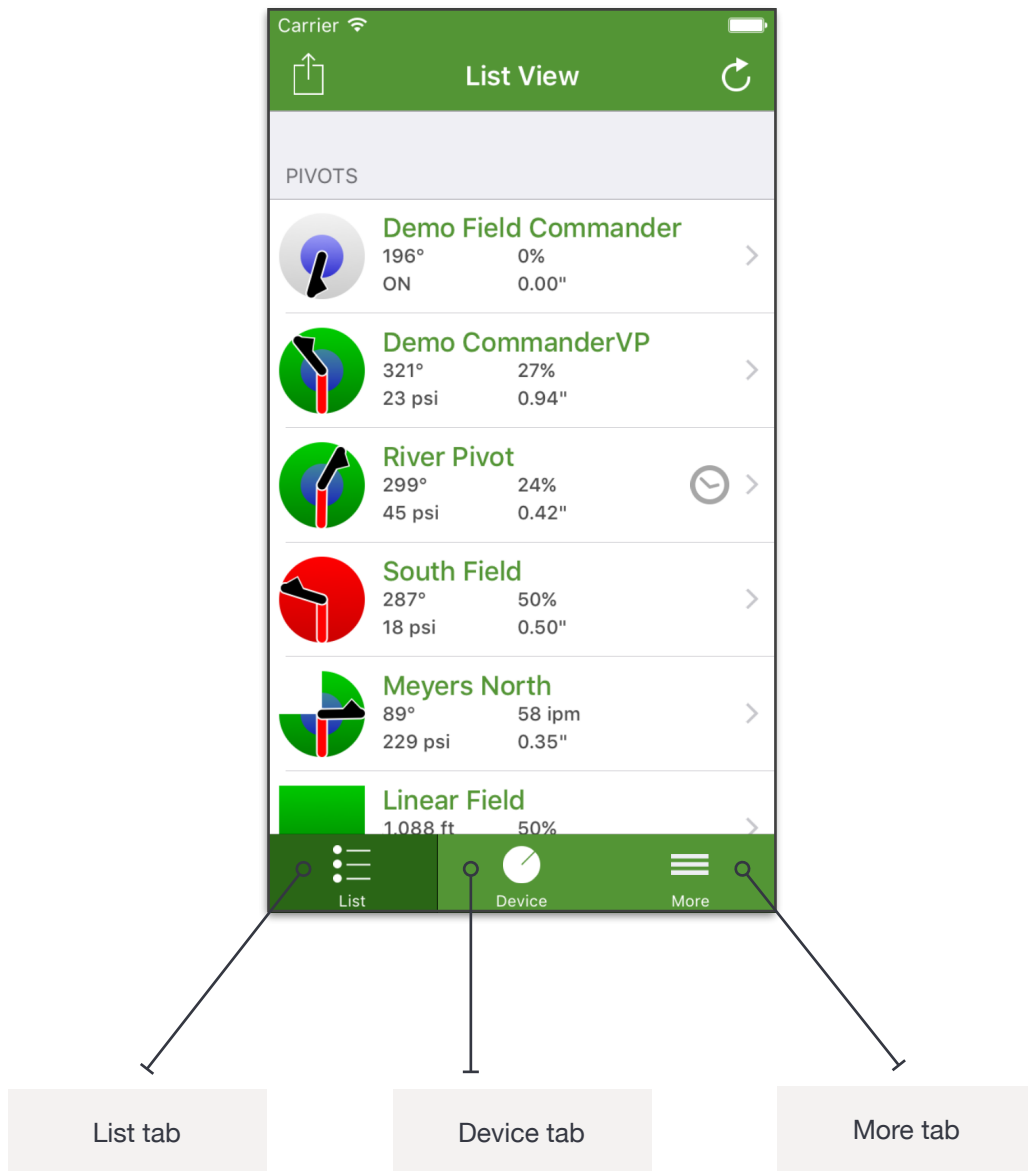 Carrier
List View
PIVOTS
Demo Field Commander
196° 0%
ON 0.00"
Demo CommanderVP
321° 27%
23 psi 0.94"
River Pivot
299° 24%
45 psi 0.42"
South Field
287° 50%
18 psi 0.50"
Meyers North
89° 58 ipm
229 psi 0.35"
Linear Field
1,088 ft 50%
List Device More
List tab Device tab More tab